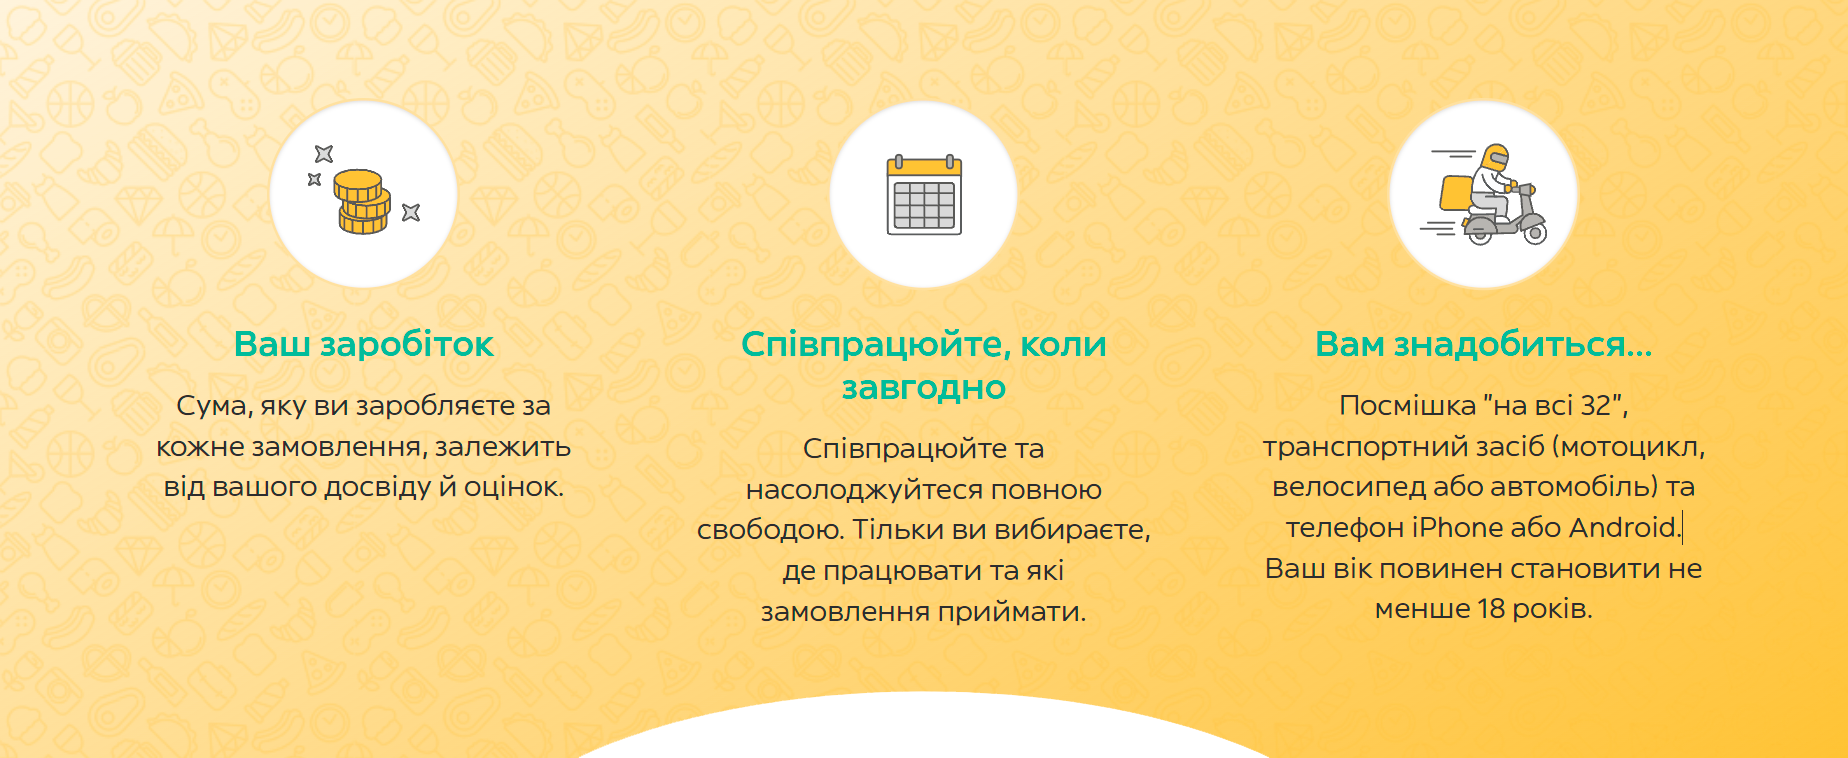 Ваш заробіток
Сума, яку ви заробляєте за
кожне замовлення, залежить
від вашого досвіду й оцінок.
Співпрацюйте, коли
завгодно
Співпрацюйте та
насолоджуйтеся повною
свободою. Тільки ви вибираєте,
де працювати та які
замовлення приймати.
Вам знадобиться...
Посмішка "на всі 32",
транспортний засіб (мотоцикл,
велосипед або автомобіль) та
телефон iPhone або Android.
Ваш вік повинен становити не
менше 18 років.